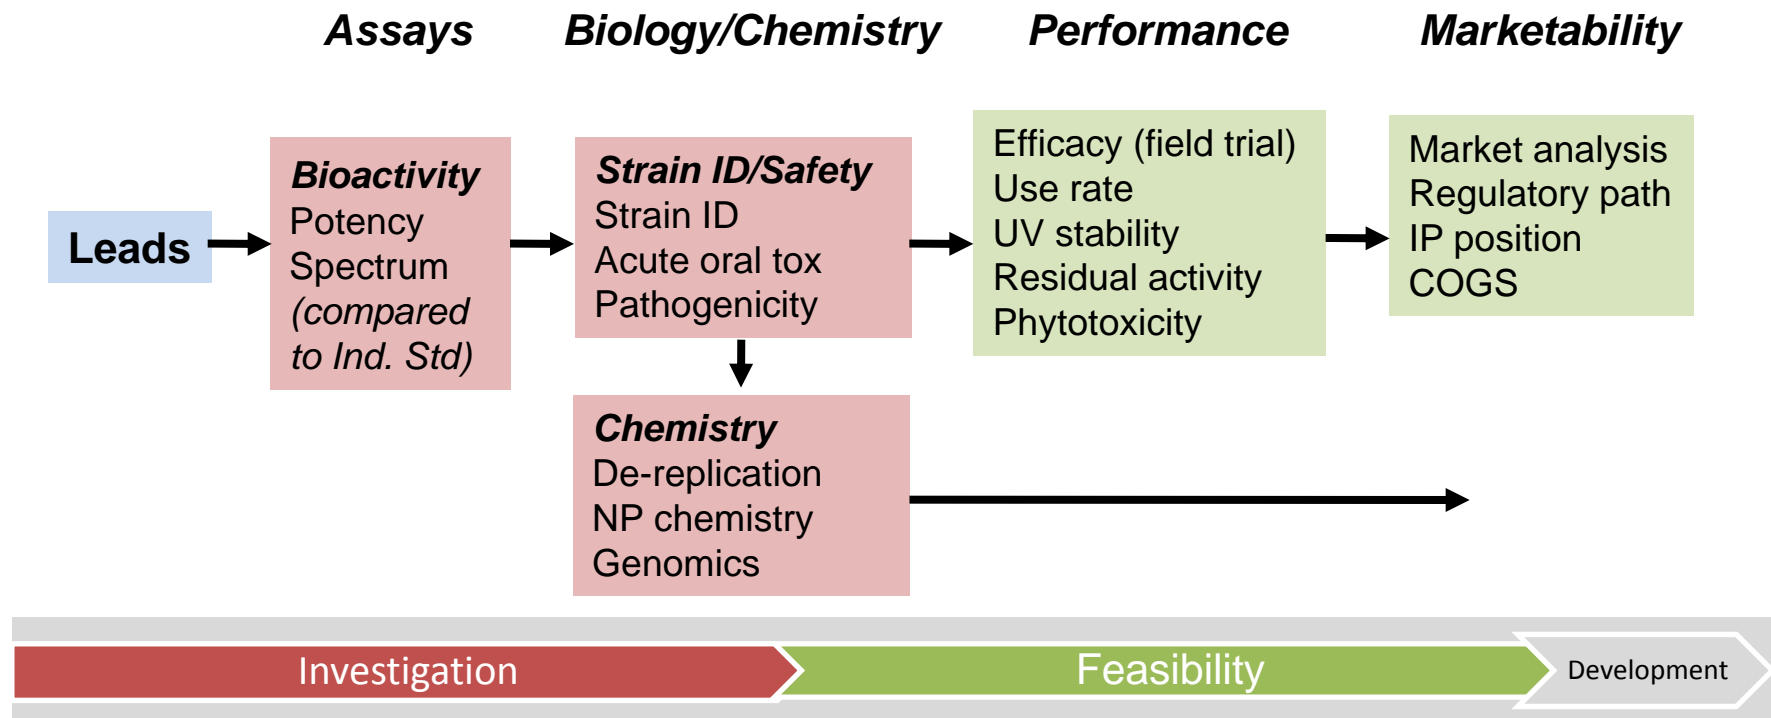 Assays
Biology/Chemistry
Performance
Marketability
Leads
Bioactivity
Potency
Spectrum
(compared
to Ind. Std)
Strain ID/Safety
Strain ID
Acute oral tox
Pathogenicity
Chemistry
De-replication
NP chemistry
Genomics
Efficacy (field trial)
Use rate
UV stability
Residual activity
Phytotoxicity
Market analysis
Regulatory path
IP position
COGS
Investigation
Feasibility
Development